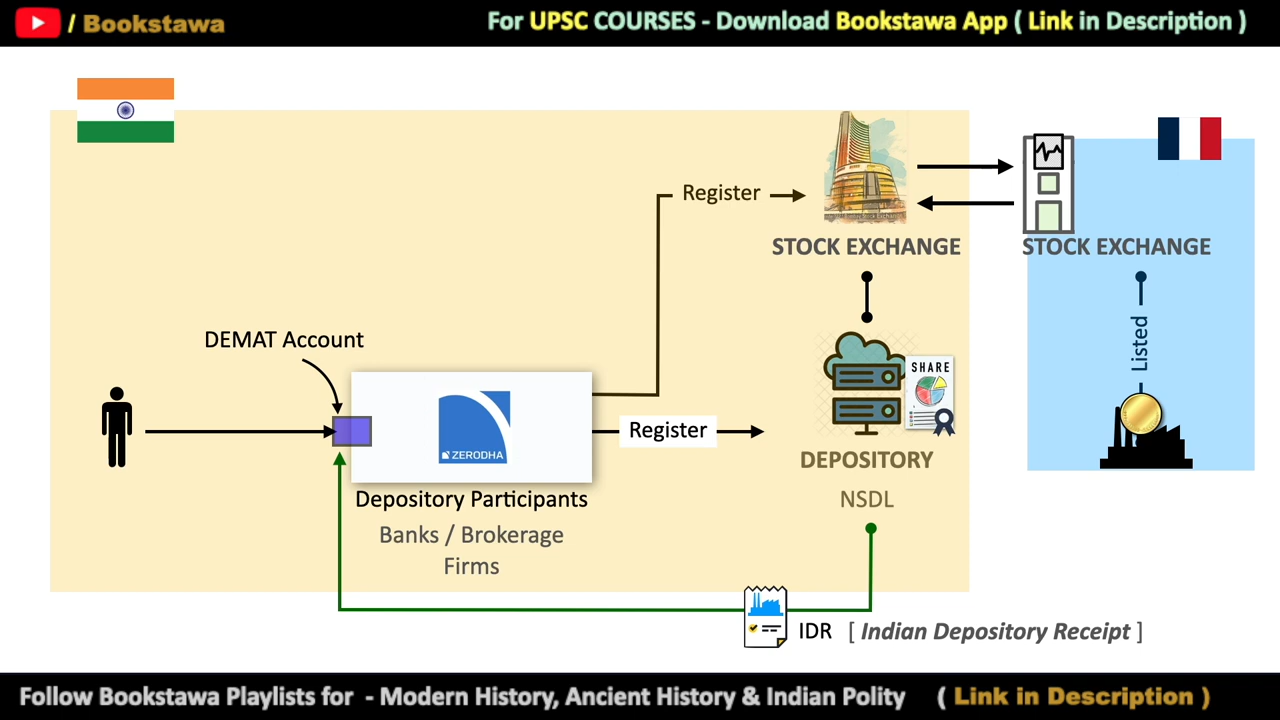 / Bookstawa
For UPSC COURSES - Download Bookstawa App ( Link in Description )
Register
STOCK EXCHANGE
STOCK EXCHANGE
DEMAT Account
Listed
SHARE
ZERODHA
Register
DEPOSITORY
NSDL
Depository Participants
Banks / Brokerage
Firms
IDR [ Indian Depository Receipt ]
Follow Bookstawa Playlists for - Modern History, Ancient History & Indian Polity ( Link in Description )